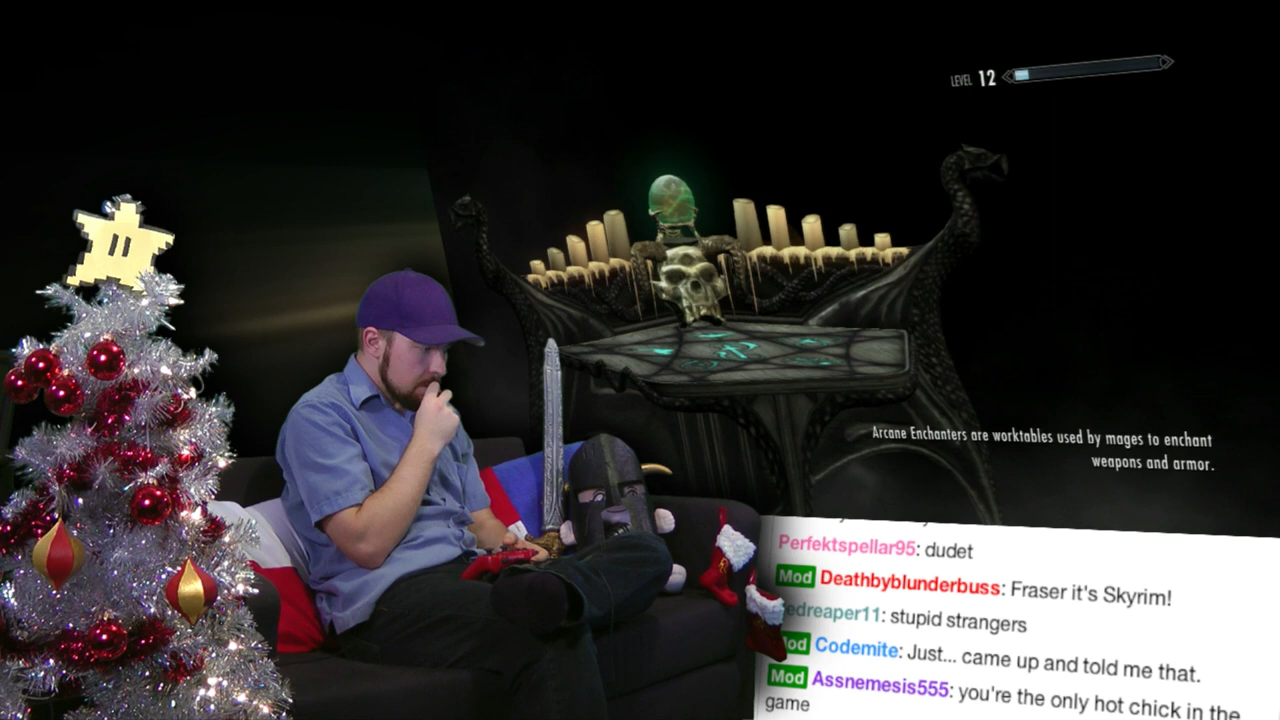 LEVEL 12
Arcane Enchanters are worktables used by mages to enchant
weapons and armor.
Perfektspellar95: dudet
Mod Deathbyblunderbuss: Fraser it's Skyrim!
edreaper11: stupid strangers
Mod Codemite: Just... came up and told me that.
Mod Assnemesis555: you're the only hot chick in the
game